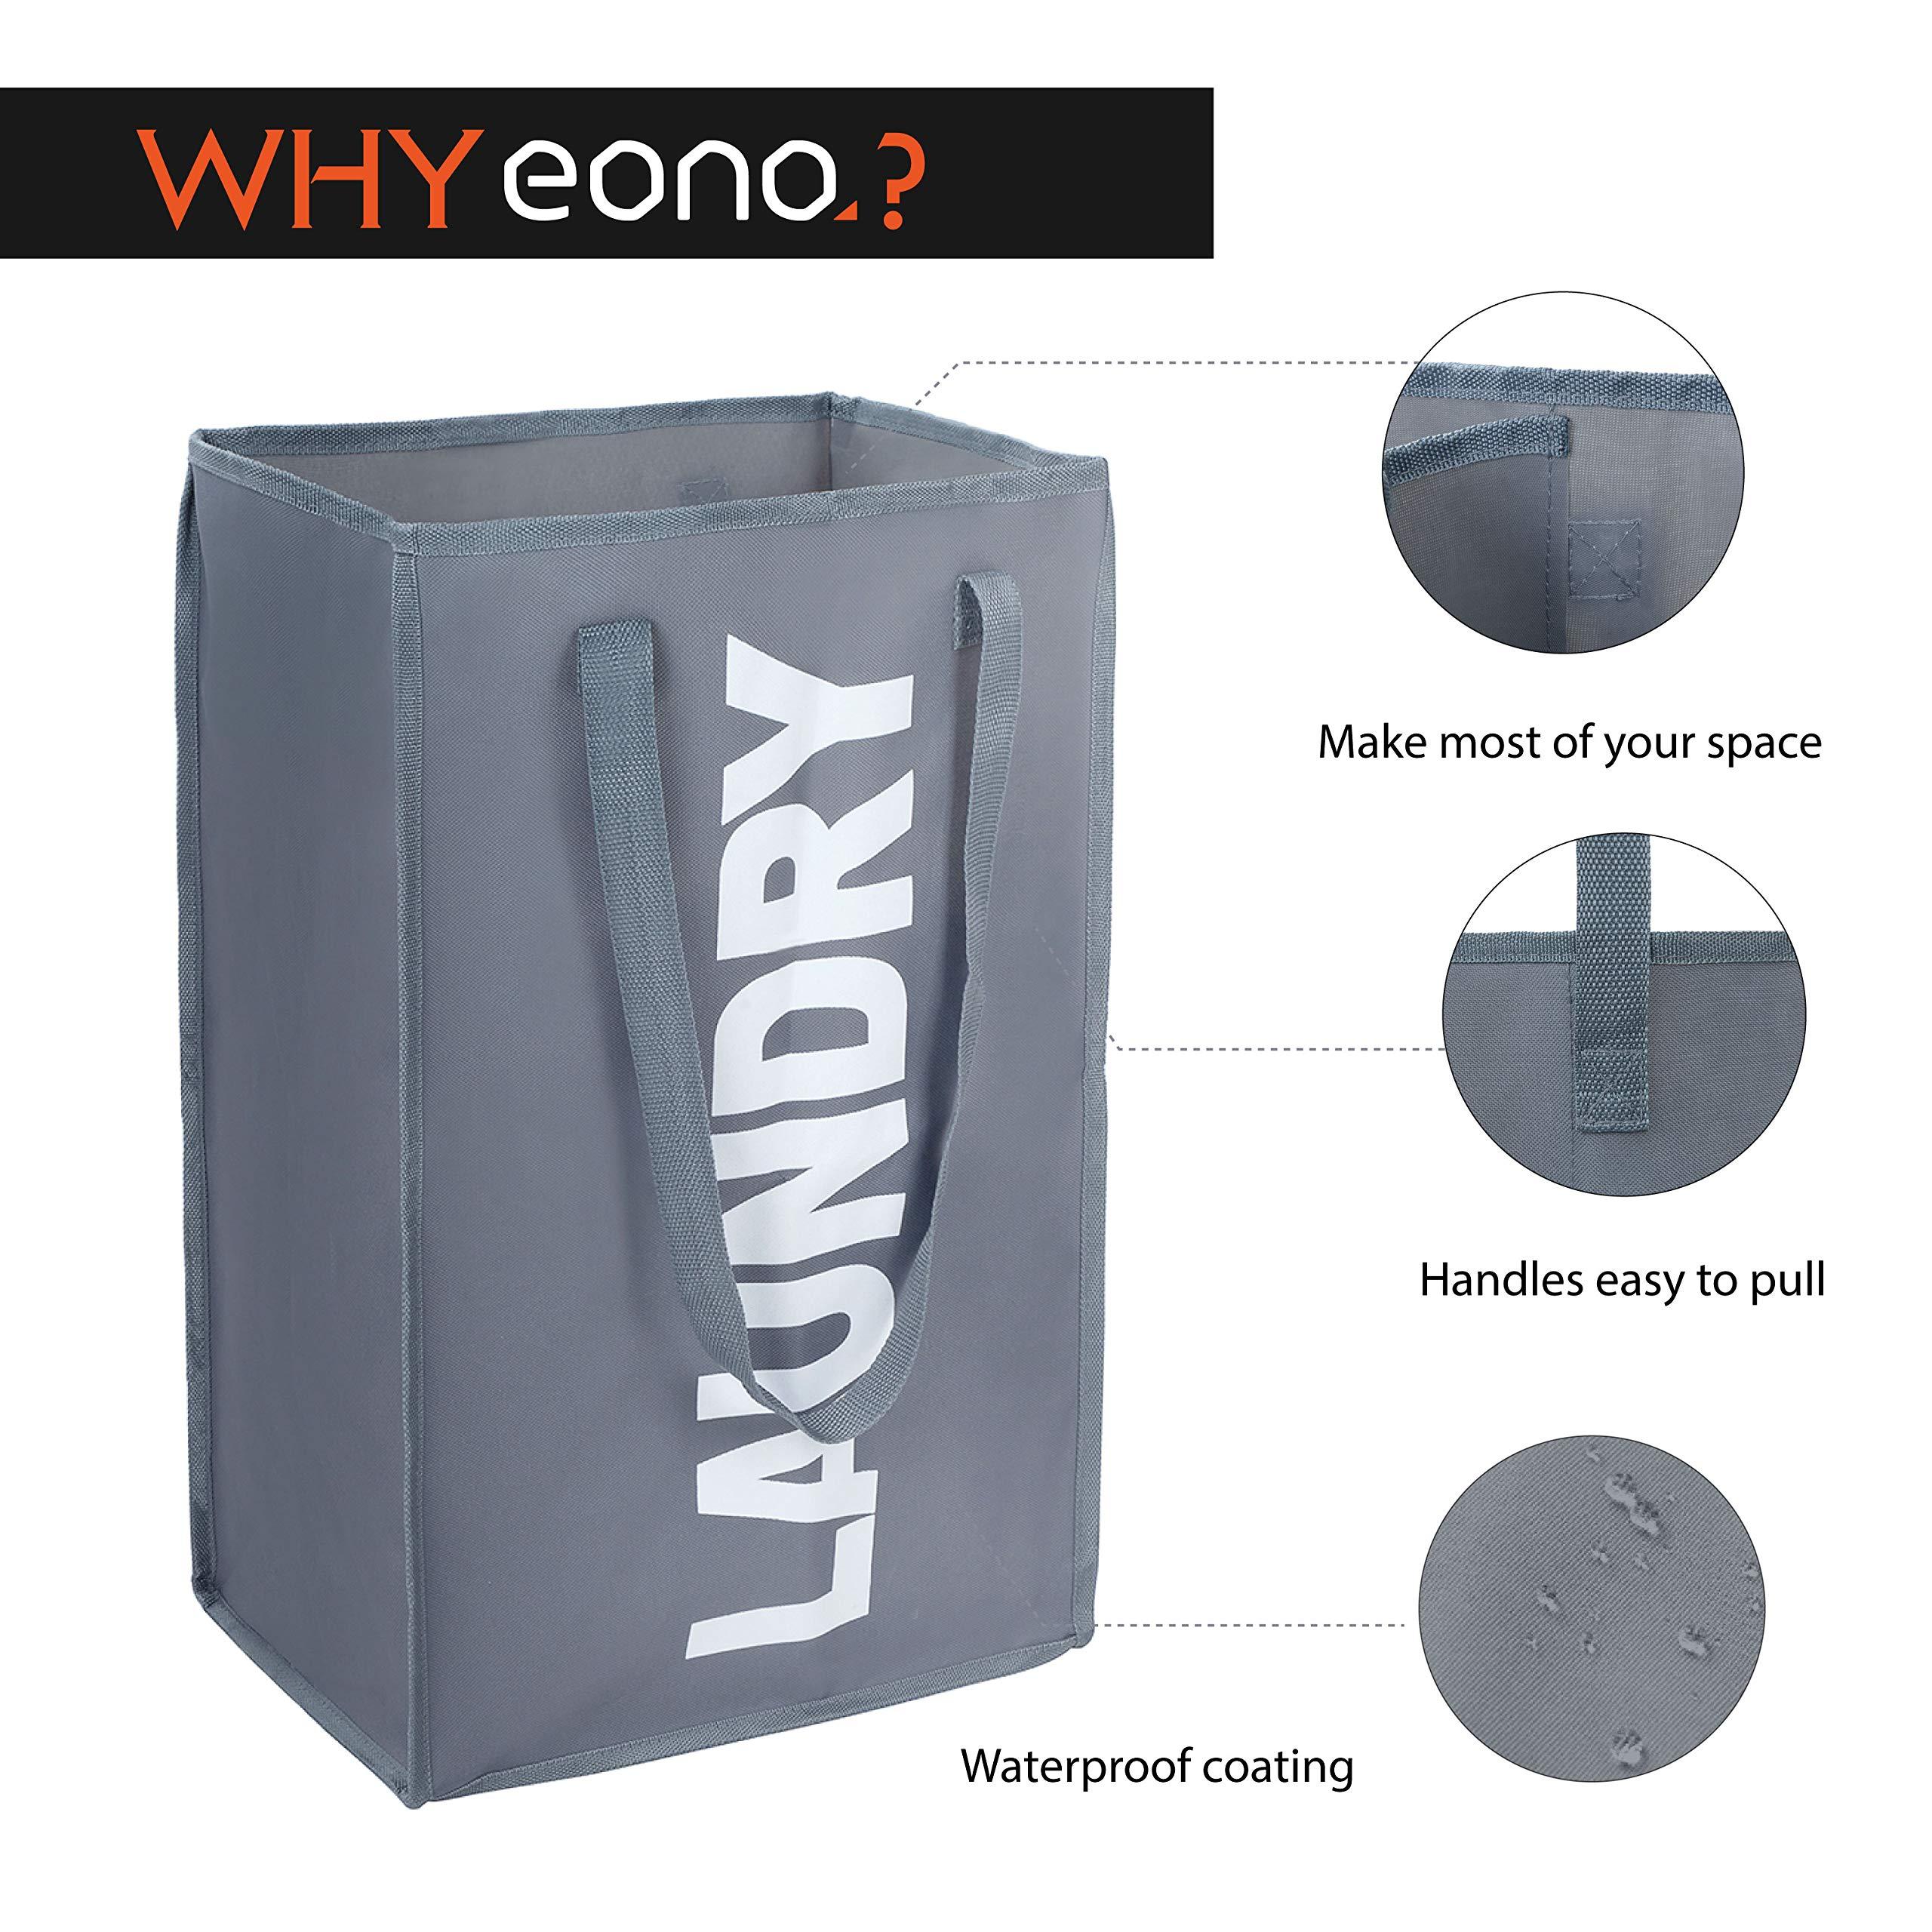 WHY eono.?
LAUNDRY
Make most of your space
Handles easy to pull
Waterproof coating